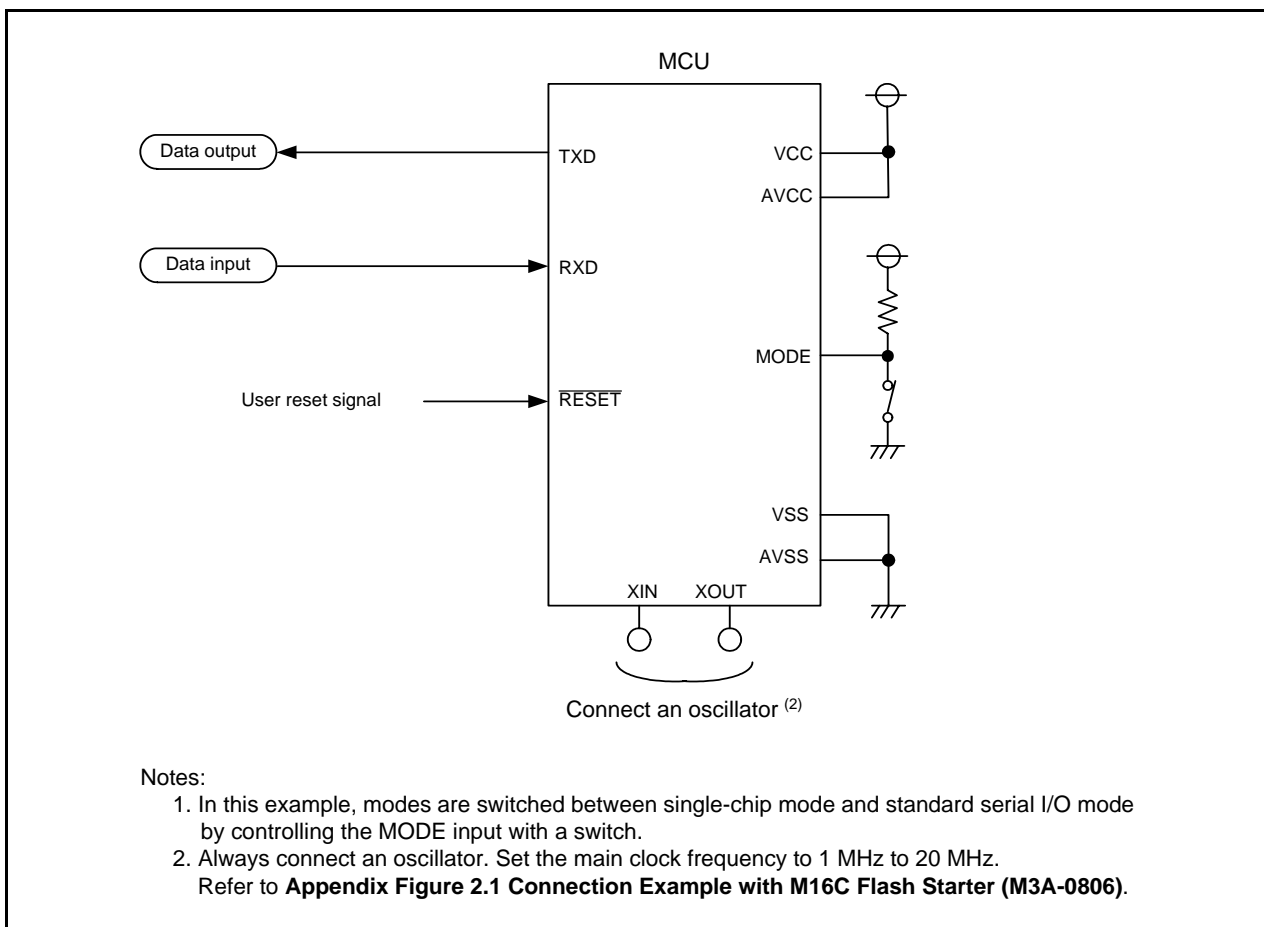 MCU
Data output
TXD
VCC
AVCC
Data input
RXD
MODE
User reset signal
RESET
VSS
AVSS
XIN XOUT
Connect an oscillator (2)
Notes:
1. In this example, modes are switched between single-chip mode and standard serial I/O mode
by controlling the MODE input with a switch.
2. Always connect an oscillator. Set the main clock frequency to 1 MHz to 20 MHz.
Refer to Appendix Figure 2.1 Connection Example with M16C Flash Starter (M3A-0806).